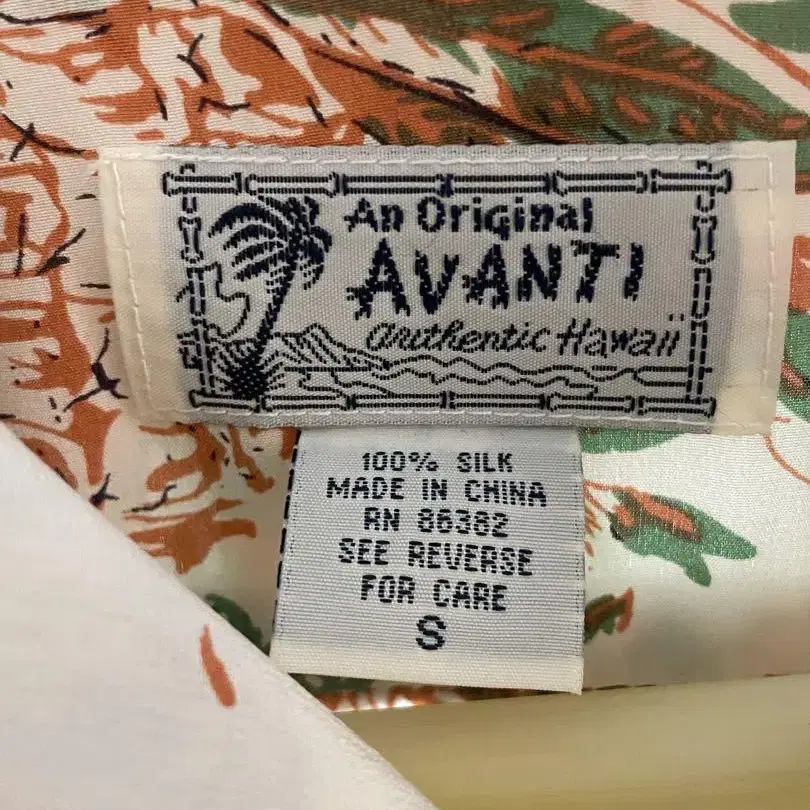 An Original
AVANTI
authentic Hawaii
100% SILK
MADE IN CHINA
RN 86382
SEE REVERSE
FOR CARE
S